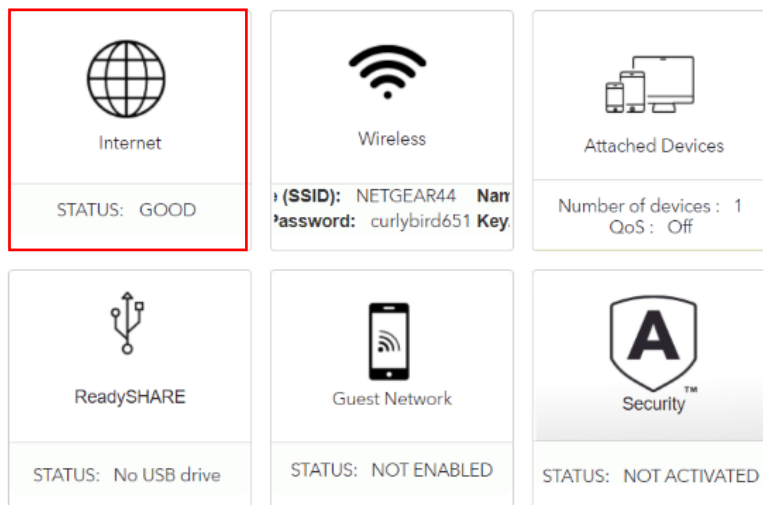 Internet
STATUS: GOOD
Wireless
(SSID): NETGEAR44
Password: curlybird651 Key
Attached Devices
Number of devices : 1
QoS : Off
ReadySHARE
STATUS: No USB drive
Guest Network
STATUS: NOT ENABLED
A
TM
Security
STATUS: NOT ACTIVATED